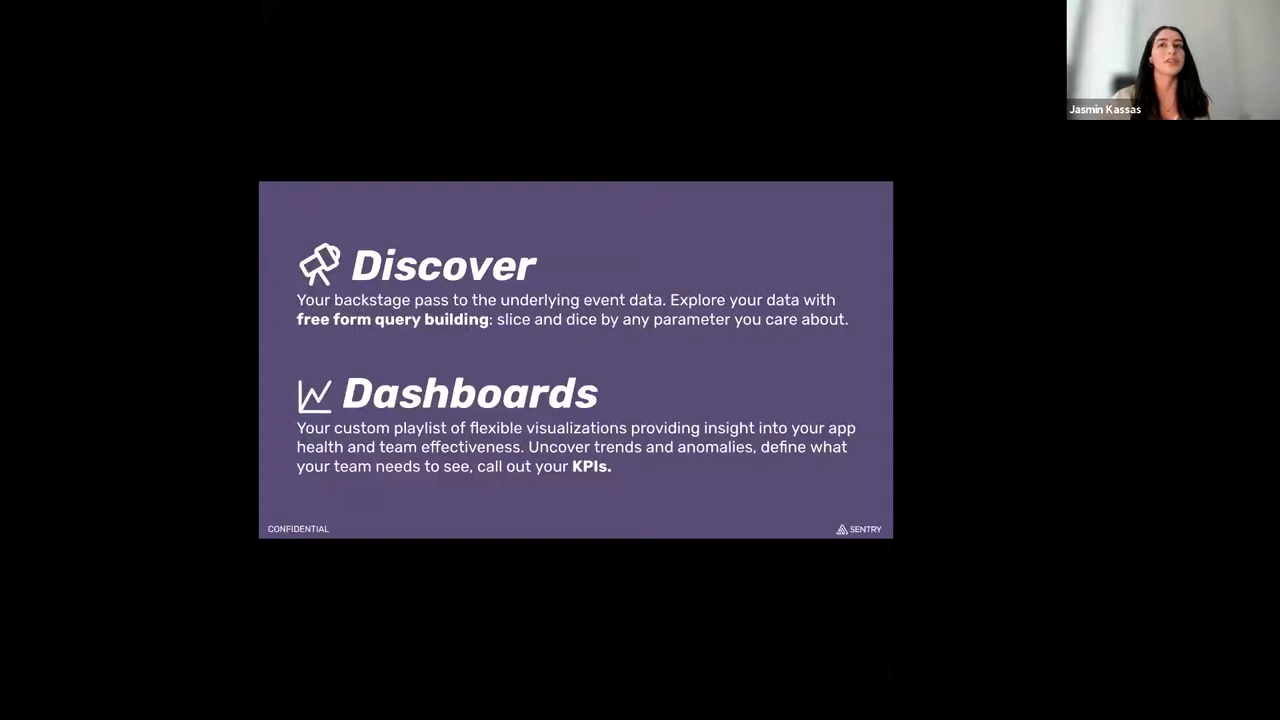 Jasmin Kassas
Discover
Your backstage pass to the underlying event data. Explore your data with
free form query building: slice and dice by any parameter you care about.
Dashboards
Your custom playlist of flexible visualizations providing insight into your app
health and team effectiveness. Uncover trends and anomalies, define what
your team needs to see, call out your KPIs.
CONFIDENTIAL
SENTRY